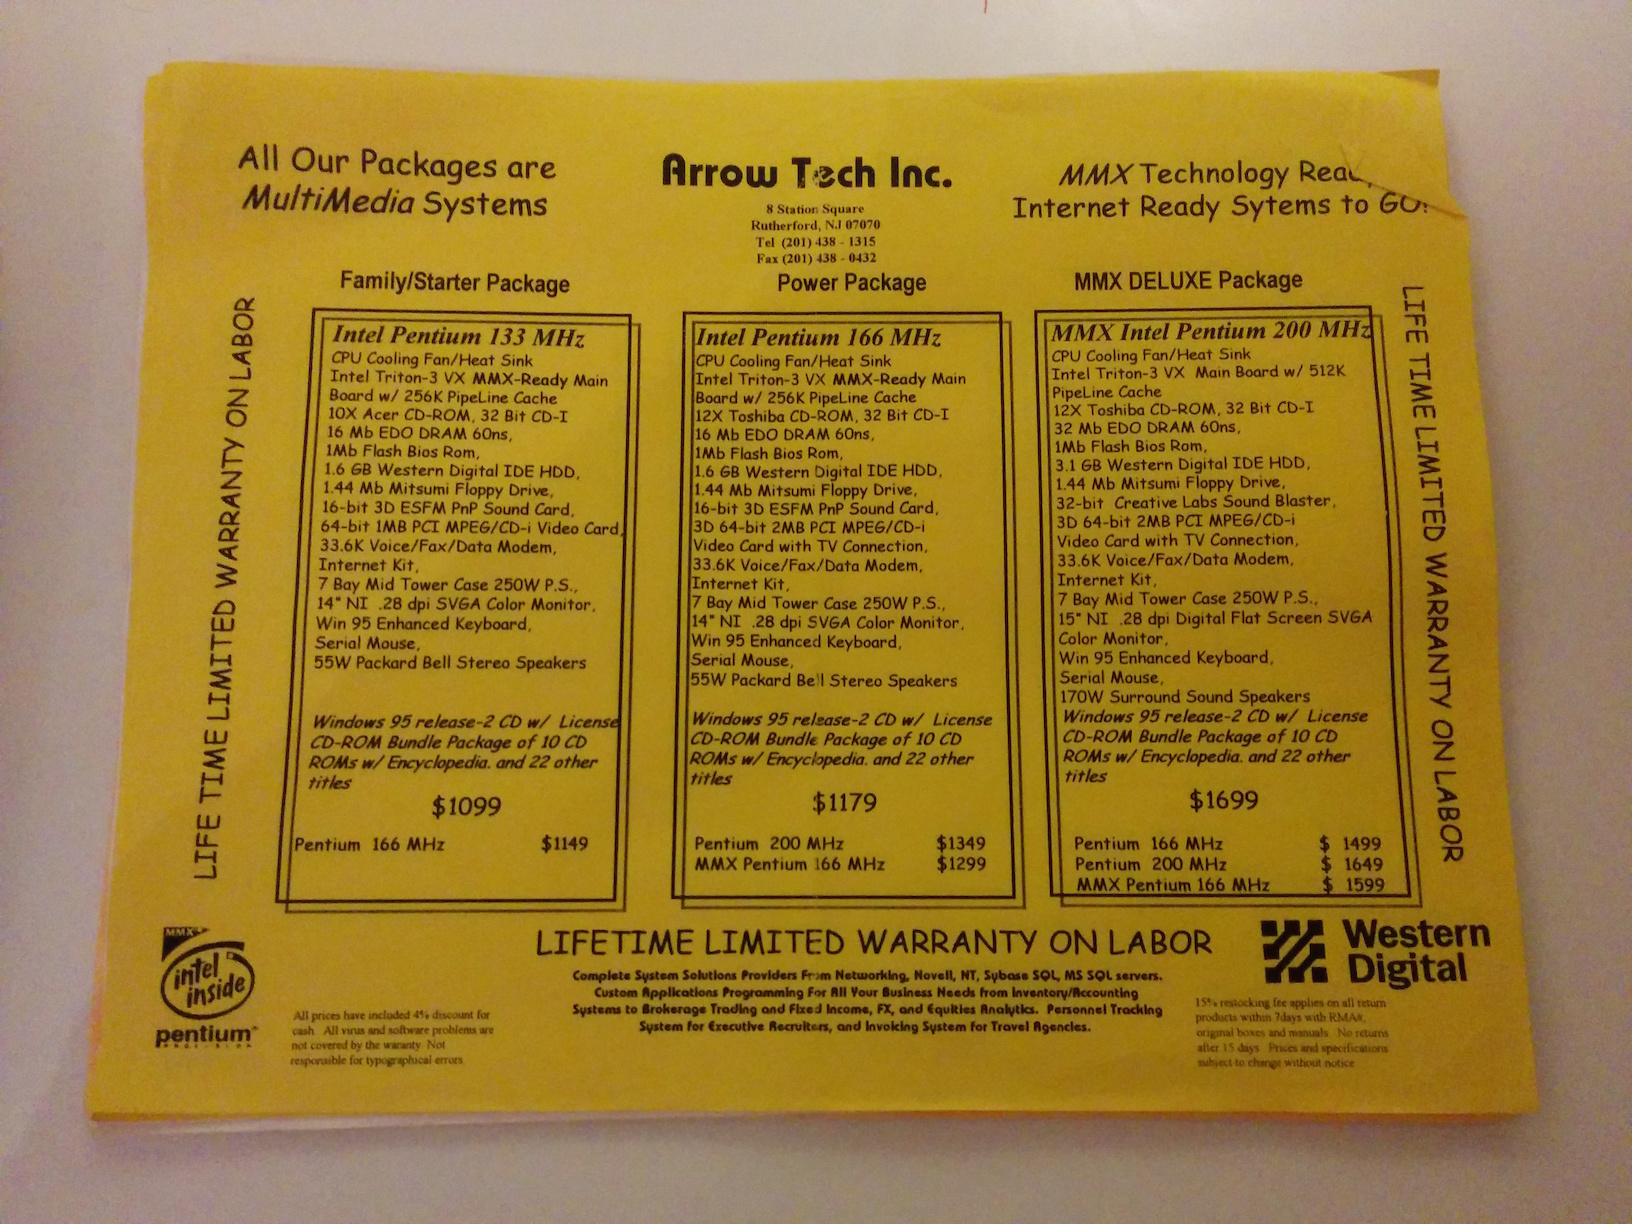 All Our Packages are
MultiMedia Systems
Arrow Tech Inc.
8 Station Square
Rutherford, NJ 07070
Tel (201) 438 - 1315
Fax (201) 438 - 0432
MMX Technology
Internet Ready Sytems to GO!
LIFE TIME LIMITED WARRANTY ON LABOR
Family/Starter Package
Intel Pentium 133 MHz
CPU Cooling Fan/Heat Sink
Intel Triton-3 VX MMX-Ready Main
Board w/ 256K PipeLine Cache
10X Acer CD-ROM, 32 Bit CD-I
16 Mb EDO DRAM 60ns,
1Mb Flash Bios Rom,
1.6 GB Western Digital IDE HDD,
1.44 Mb Mitsumi Floppy Drive,
16-bit 3D ESFM PnP Sound Card,
64-bit 1MB PCI MPEG/CD-i Video Card,
33.6K Voice/Fax/Data Modem,
Internet Kit,
7 Bay Mid Tower Case 250W P.S.,
14" NI .28 dpi SVGA Color Monitor,
Win 95 Enhanced Keyboard,
Serial Mouse,
55W Packard Bell Stereo Speakers
Windows 95 release-2 CD w/ License
CD-ROM Bundle Package of 10 CD
ROMs w/ Encyclopedia. and 22 other
titles
$1099
Pentium 166 MHz $1149
Power Package
Intel Pentium 166 MHz
CPU Cooling Fan/Heat Sink
Intel Triton-3 VX MMX-Ready Main
Board w/ 256K PipeLine Cache
12X Toshiba CD-ROM, 32 Bit CD-I
16 Mb EDO DRAM 60ns,
1Mb Flash Bios Rom,
1.6 GB Western Digital IDE HDD,
1.44 Mb Mitsumi Floppy Drive,
16-bit 3D ESFM PnP Sound Card,
3D 64-bit 2MB PCI MPEG/CD-i
Video Card with TV Connection,
33.6K Voice/Fax/Data Modem,
Internet Kit,
7 Bay Mid Tower Case 250W P.S.,
14" NI .28 dpi SVGA Color Monitor,
Win 95 Enhanced Keyboard,
Serial Mouse,
55W Packard Bell Stereo Speakers
Windows 95 release-2 CD w/ License
CD-ROM Bundle Package of 10 CD
ROMs w/ Encyclopedia. and 22 other
titles
$1179
Pentium 200 MHz $1349
MMX Pentium 166 MHz $1299
MMX DELUXE Package
MMX Intel Pentium 200 MHz
CPU Cooling Fan/Heat Sink
Intel Triton-3 VX Main Board w/ 512K
PipeLine Cache
12X Toshiba CD-ROM, 32 Bit CD-I
32 Mb EDO DRAM 60ns,
1Mb Flash Bios Rom,
3.1 GB Western Digital IDE HDD,
1.44 Mb Mitsumi Floppy Drive,
32-bit Creative Labs Sound Blaster,
3D 64-bit 2MB PCI MPEG/CD-i
Video Card with TV Connection,
33.6K Voice/Fax/Data Modem,
Internet Kit,
7 Bay Mid Tower Case 250W P.S.,
15" NI .28 dpi Digital Flat Screen SVGA
Color Monitor,
Win 95 Enhanced Keyboard,
Serial Mouse,
170W Surround Sound Speakers
Windows 95 release-2 CD w/ License
CD-ROM Bundle Package of 10 CD
ROMs w/ Encyclopedia. and 22 other
titles
$1699
Pentium 166 MHz $ 1499
Pentium 200 MHz $ 1649
MMX Pentium 166 MHz $ 1599
LIFE TIME LIMITED WARRANTY ON LABOR
MMX
intel
inside
pentium
All prices have included 4% discount for
cash. All virus and software problems are
not covered by the waranty. Not
responsible for typographical errors
LIFETIME LIMITED WARRANTY ON LABOR
Complete System Solutions Providers From Networking, Novell, NT, Sybase SQL, MS SQL servers.
Custom Applications Programming For All Your Business Needs from Inventory/Accounting
Systems to Brokerage Trading and Fixed Income, FX, and Equities Analytics. Personnel Tracking
System for Executive Recruiters, and Invoicing System for Travel Agencies.
Western
Digital
15% restocking fee applies on all return
products within 7days with RMA#,
original boxes and manuals. No returns
after 15 days. Prices and specifications
subject to change without notice